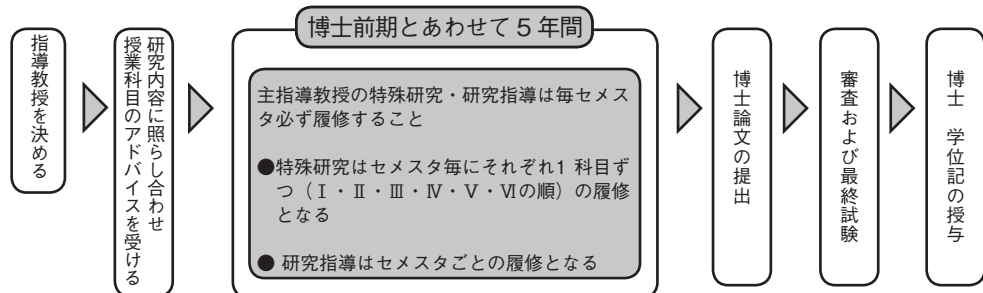 指導教授を決める
研究内容に照らし合わせ
授業科目のアドバイスを受ける
博士前期とあわせて5年間
主指導教授の特殊研究・研究指導は毎セメス
タ必ず履修すること
●特殊研究はセメスタ毎にそれぞれ1 科目ず
つ（Ⅰ・Ⅱ・Ⅲ・Ⅳ・Ⅴ・Ⅵの順）の履修
となる
● 研究指導はセメスタごとの履修となる
博士論文の提出
審査および最終試験
博士　学位記の授与